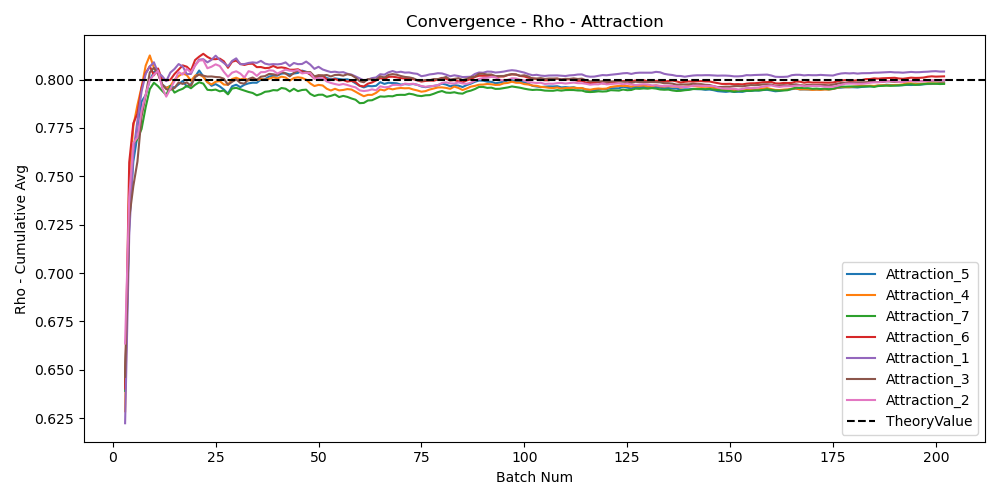 Convergence - Rho - Attraction
Rho - Cumulative Avg
0.800
0.775
0.750
0.725
0.700
0.675
0.650
0.625
0
25
50
75
100
125
150
175
200
Batch Num
Attraction_5
Attraction_4
Attraction_7
Attraction_6
Attraction_1
Attraction_3
Attraction_2
TheoryValue